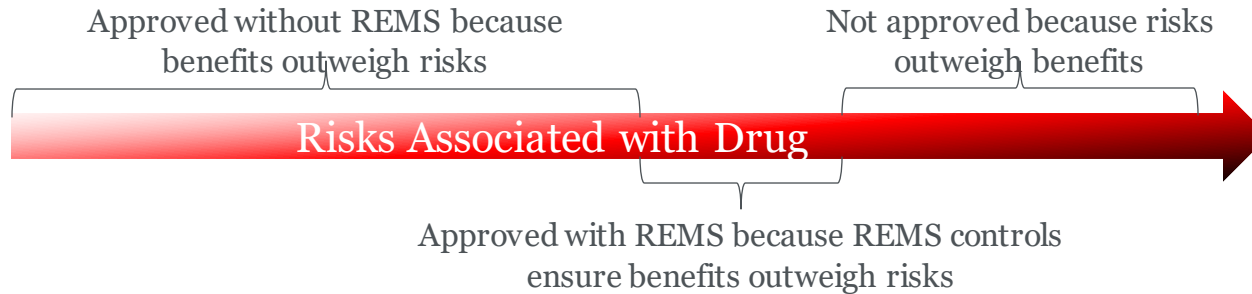 Approved without REMS because
benefits outweigh risks
Not approved because risks
outweigh benefits
Risks Associated with Drug
Approved with REMS because REMS controls
ensure benefits outweigh risks